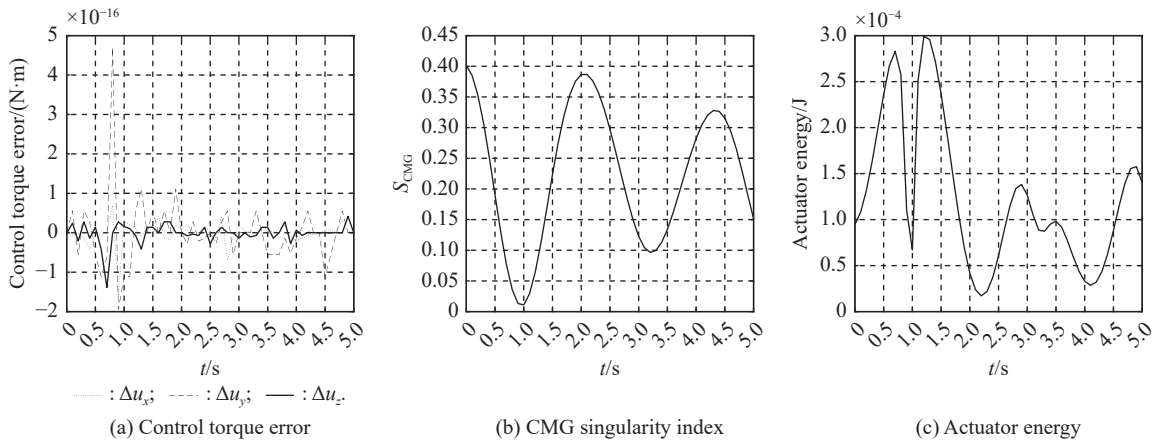 ×10⁻¹⁶
Control torque error/(N·m)
5
4
3
2
1
0
−1
−2
0 0.5 1.0 1.5 2.0 2.5 3.0 3.5 4.0 4.5 5.0
t/s
: Δuₓ; : Δu_y; : Δu_z.
(a) Control torque error
S_CMG
0.45
0.40
0.35
0.30
0.25
0.20
0.15
0.10
0.05
0
0 0.5 1.0 1.5 2.0 2.5 3.0 3.5 4.0 4.5 5.0
t/s
(b) CMG singularity index
×10⁻⁴
Actuator energy/J
3.0
2.5
2.0
1.5
1.0
0.5
0
0 0.5 1.0 1.5 2.0 2.5 3.0 3.5 4.0 4.5 5.0
t/s
(c) Actuator energy